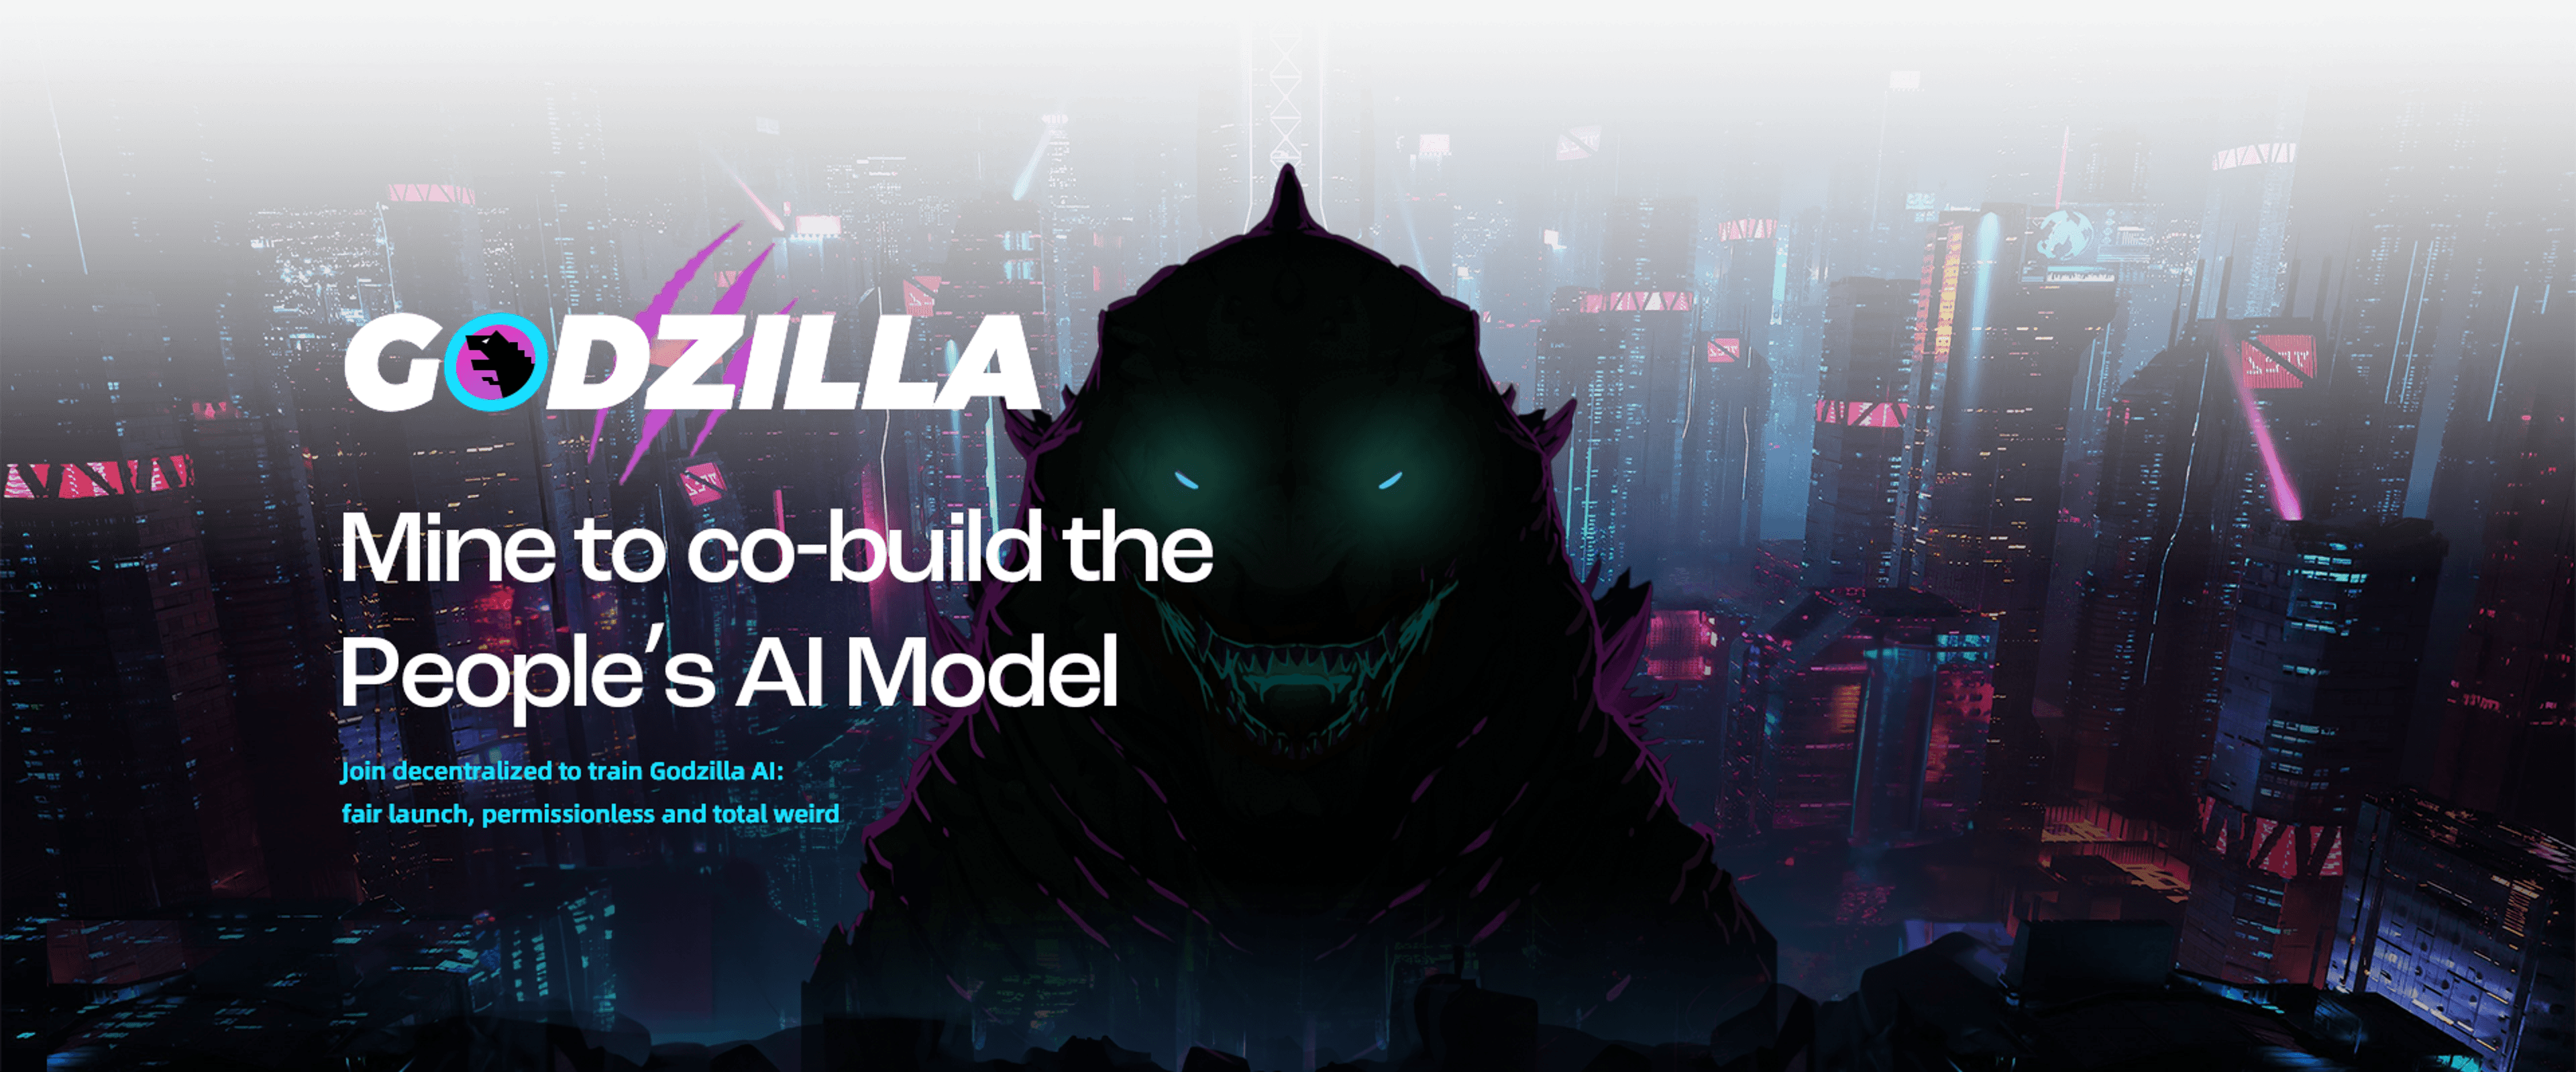 GODZILLA
Mine to co-build the
People's AI Model
Join decentralized to train Godzilla AI:
fair launch, permissionless and total weird